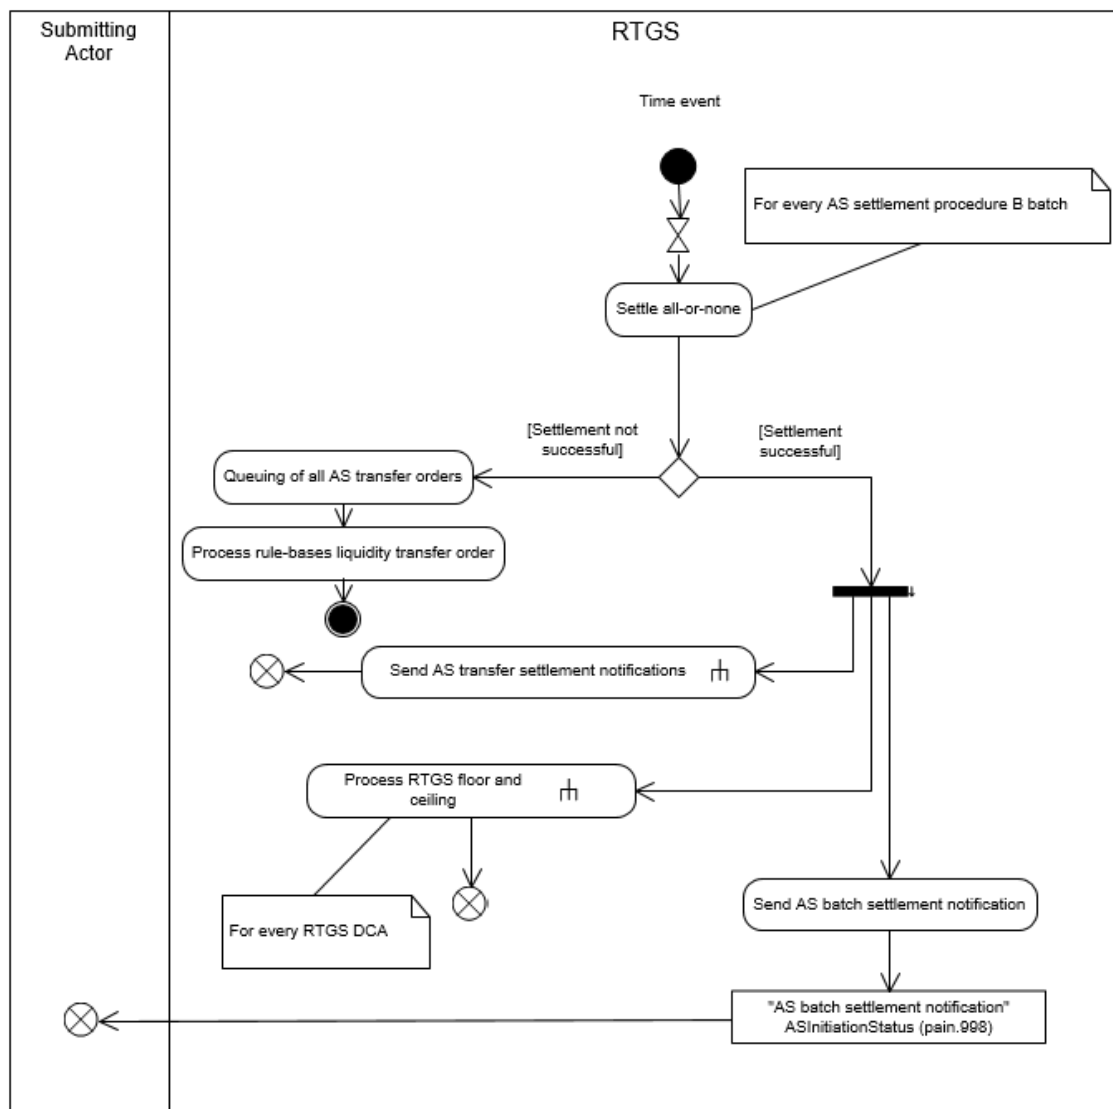 Submitting
Actor
RTGS
Time event
For every AS settlement procedure B batch
Settle all-or-none
[Settlement not
successful]
[Settlement
successful]
Queuing of all AS transfer orders
Process rule-bases liquidity transfer order
Send AS transfer settlement notifications
Process RTGS floor and
ceiling
For every RTGS DCA
Send AS batch settlement notification
"AS batch settlement notification"
ASInitiationStatus (pain.998)